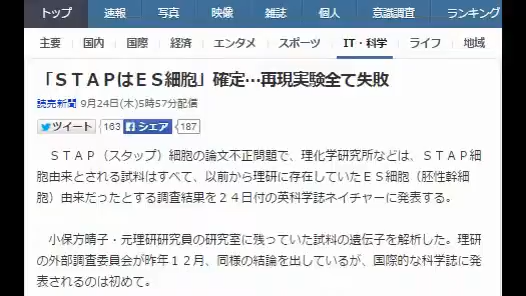 トップ 速報 写真 映像 雑誌 個人 意識調査 ランキング
主要 国内 国際 経済 エンタメ スポーツ IT・科学 ライフ 地域
「ＳＴＡＰはＥＳ細胞」確定…再現実験全て失敗
読売新聞 9月24日(木)5時57分配信
ツイート 163 シェア 187
ＳＴＡＰ（スタップ）細胞の論文不正問題で、理化学研究所などは、ＳＴＡＰ細
胞由来とされる試料はすべて、以前から理研に存在していたＥＳ細胞（胚性幹細
胞）由来だったとする調査結果を２４日付の英科学誌ネイチャーに発表する。
小保方晴子・元理研研究員の研究室に残っていた試料の遺伝子を解析した。理研
の外部調査委員会が昨年１２月、同様の結論を出しているが、国際的な科学誌に発
表されるのは初めて。